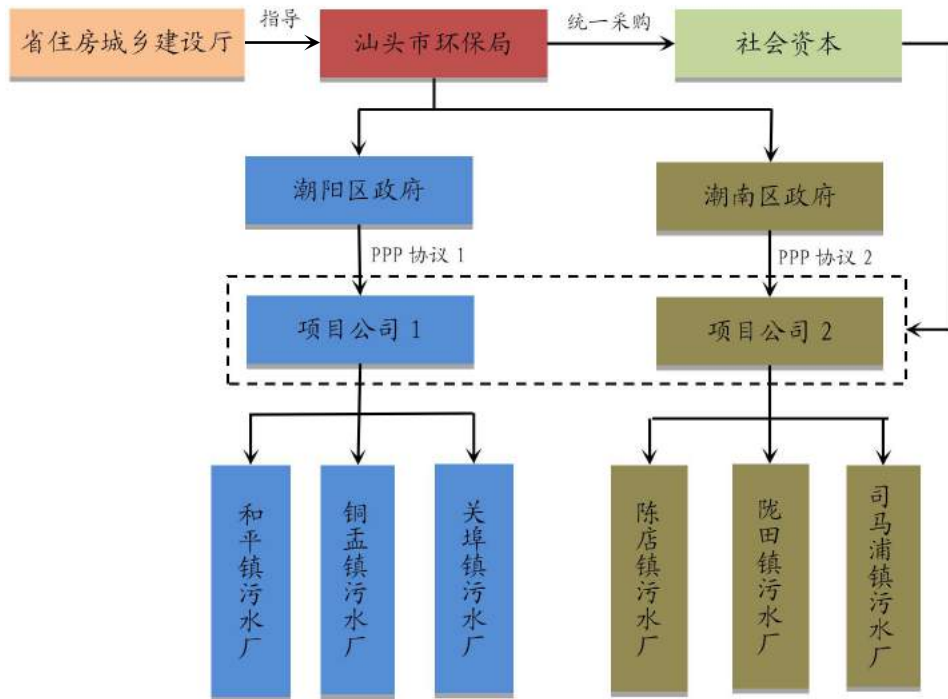 指导
统一采购
省住房城乡建设厅
汕头市环保局
社会资本
潮阳区政府
潮南区政府
PPP 协议 1
PPP 协议 2
项目公司 1
项目公司 2
和平镇污水厂
铜盂镇污水厂
关埠镇污水厂
陈店镇污水厂
陇田镇污水厂
司马浦镇污水厂